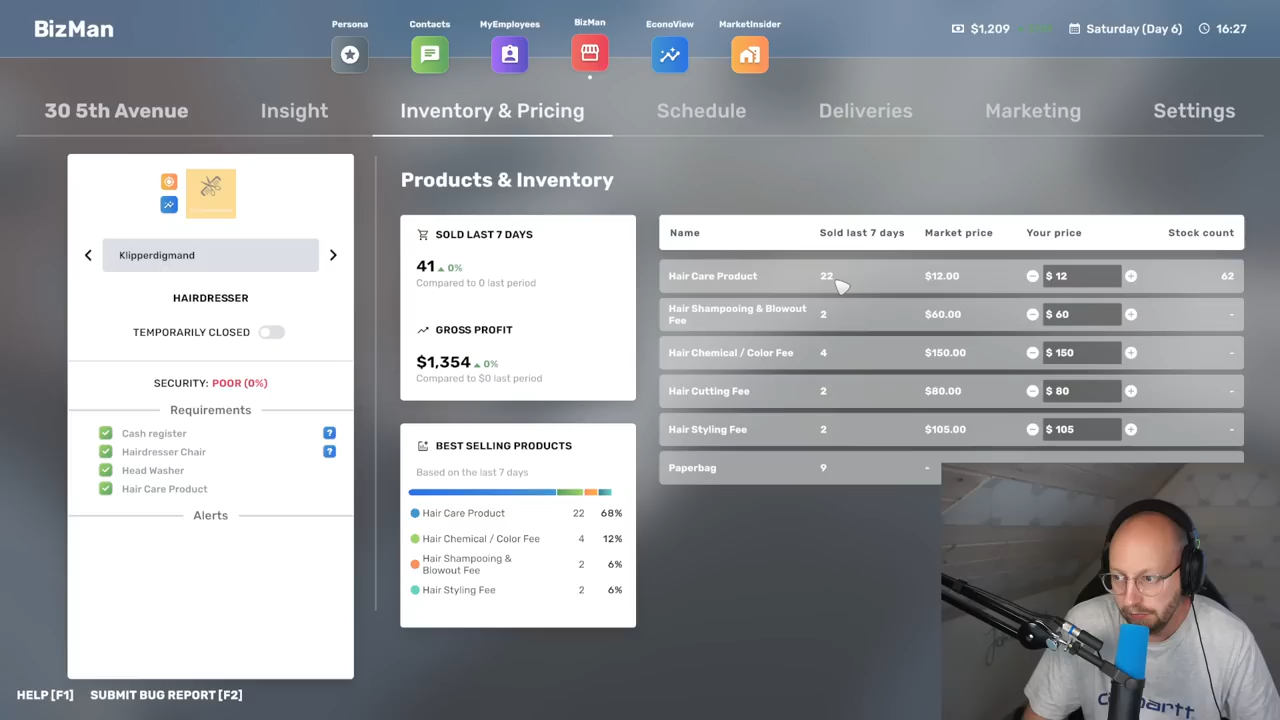 BizMan
Persona
Contacts
MyEmployees
BizMan
EconoView
MarketInsider
$1,209
Saturday (Day 6)
16:27
30 5th Avenue
Insight
Inventory & Pricing
Schedule
Deliveries
Marketing
Settings
Klipperdigmand
HAIRDRESSER
TEMPORARILY CLOSED
SECURITY: POOR (0%)
Requirements
Cash register
?
Hairdresser Chair
?
Head Washer
Hair Care Product
Alerts
Products & Inventory
SOLD LAST 7 DAYS
41 0%
Compared to 0 last period
GROSS PROFIT
$1,354 0%
Compared to $0 last period
BEST SELLING PRODUCTS
Based on the last 7 days
Hair Care Product 22 68%
Hair Chemical / Color Fee 4 12%
Hair Shampooing &
Blowout Fee 2 6%
Hair Styling Fee 2 6%
Name Sold last 7 days Market price Your price Stock count
Hair Care Product 22 $12.00 $ 12 62
Hair Shampooing & Blowout
Fee 2 $60.00 $ 60 -
Hair Chemical / Color Fee 4 $150.00 $ 150 -
Hair Cutting Fee 2 $80.00 $ 80 -
Hair Styling Fee 2 $105.00 $ 105 -
Paperbag 9 -
HELP [F1]
SUBMIT BUG REPORT [F2]